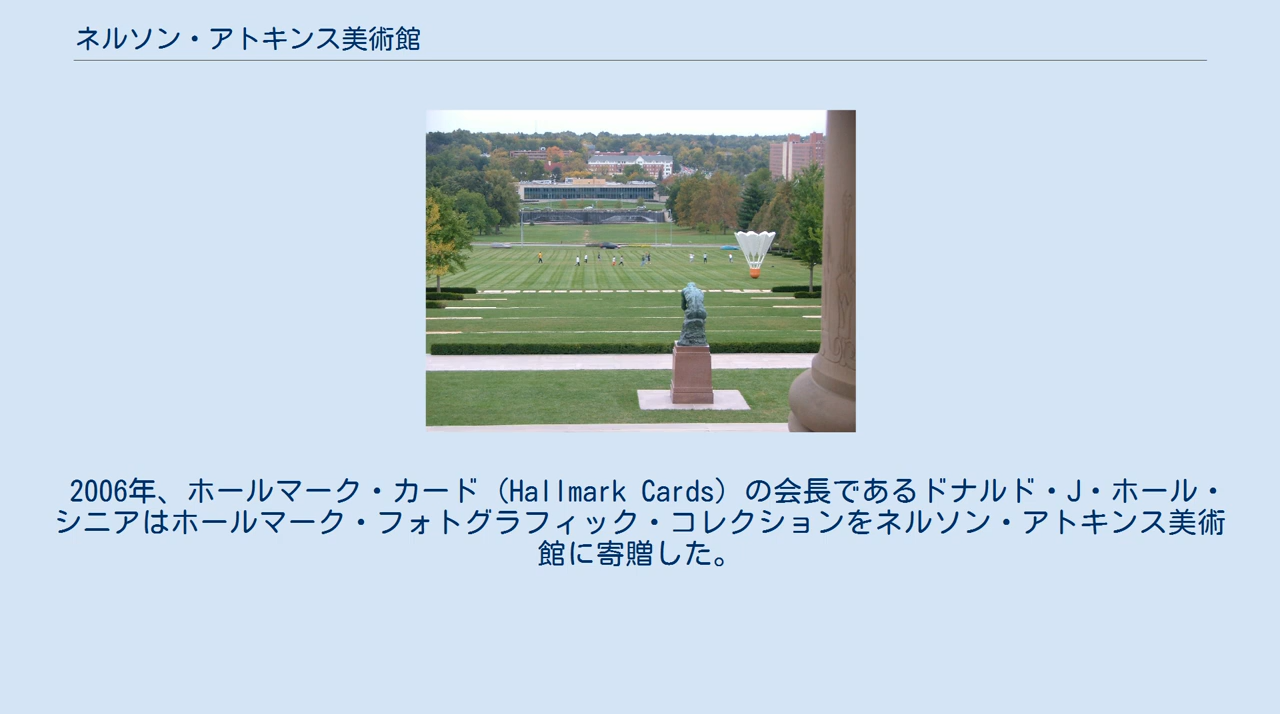 ネルソン・アトキンス美術館
2006年、ホールマーク・カード（Hallmark Cards）の会長であるドナルド・J・ホール・
シニアはホールマーク・フォトグラフィック・コレクションをネルソン・アトキンス美術
館に寄贈した。